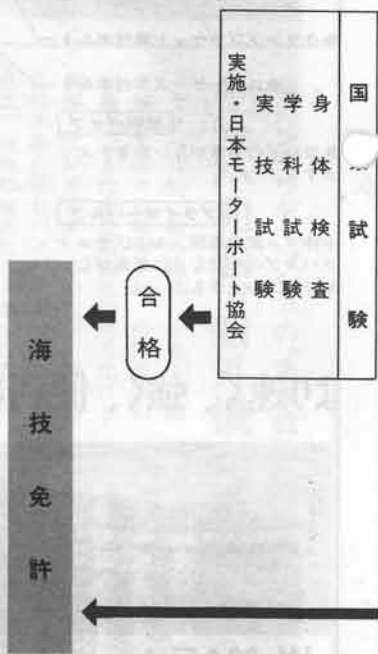 国 試験
身体検査
学科試験
実技試験
実施・日本モーターボート協会
合格
海技免許